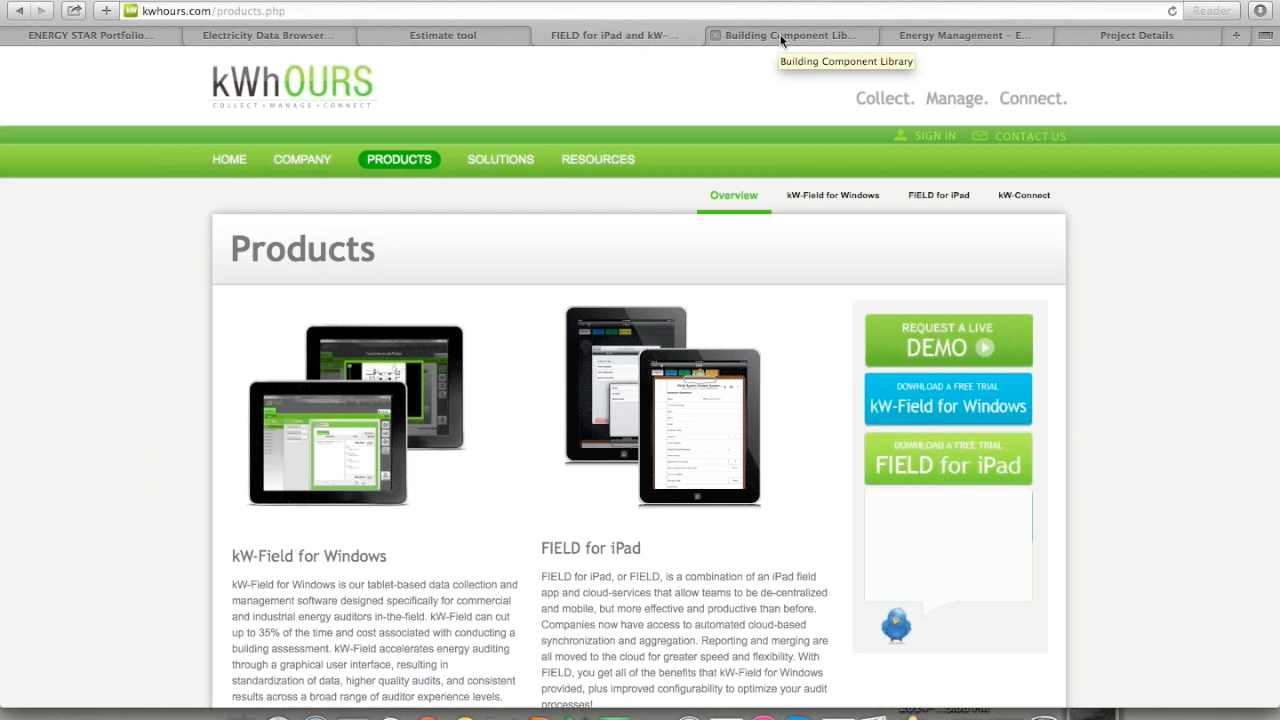 kwhours.com/products.php
Reader
ENERGY STAR Portfolio...
Electricity Data Browser...
Estimate tool
FIELD for iPad and kW-...
Building Component Lib...
Energy Management – E...
Project Details
Building Component Library
kWhOURS
COLLECT • MANAGE • CONNECT
Collect. Manage. Connect.
SIGN IN
CONTACT US
HOME
COMPANY
PRODUCTS
SOLUTIONS
RESOURCES
Overview
kW-Field for Windows
FIELD for iPad
kW-Connect
Products
REQUEST A LIVE
DEMO
DOWNLOAD A FREE TRIAL
kW-Field for Windows
DOWNLOAD A FREE TRIAL
FIELD for iPad
kW-Field for Windows
kW-Field for Windows is our tablet-based data collection and
management software designed specifically for commercial
and industrial energy auditors in-the-field. kW-Field can cut
up to 35% of the time and cost associated with conducting a
building assessment. kW-Field accelerates energy auditing
through a graphical user interface, resulting in
standardization of data, higher quality audits, and consistent
results across a broad range of auditor experience levels.
FIELD for iPad
FIELD for iPad, or FIELD, is a combination of an iPad field
app and cloud-services that allow teams to be de-centralized
and mobile, but more effective and productive than before.
Companies now have access to automated cloud-based
synchronization and aggregation. Reporting and merging are
all moved to the cloud for greater speed and flexibility. With
FIELD, you get all of the benefits that kW-Field for Windows
provided, plus improved configurability to optimize your audit
processes!